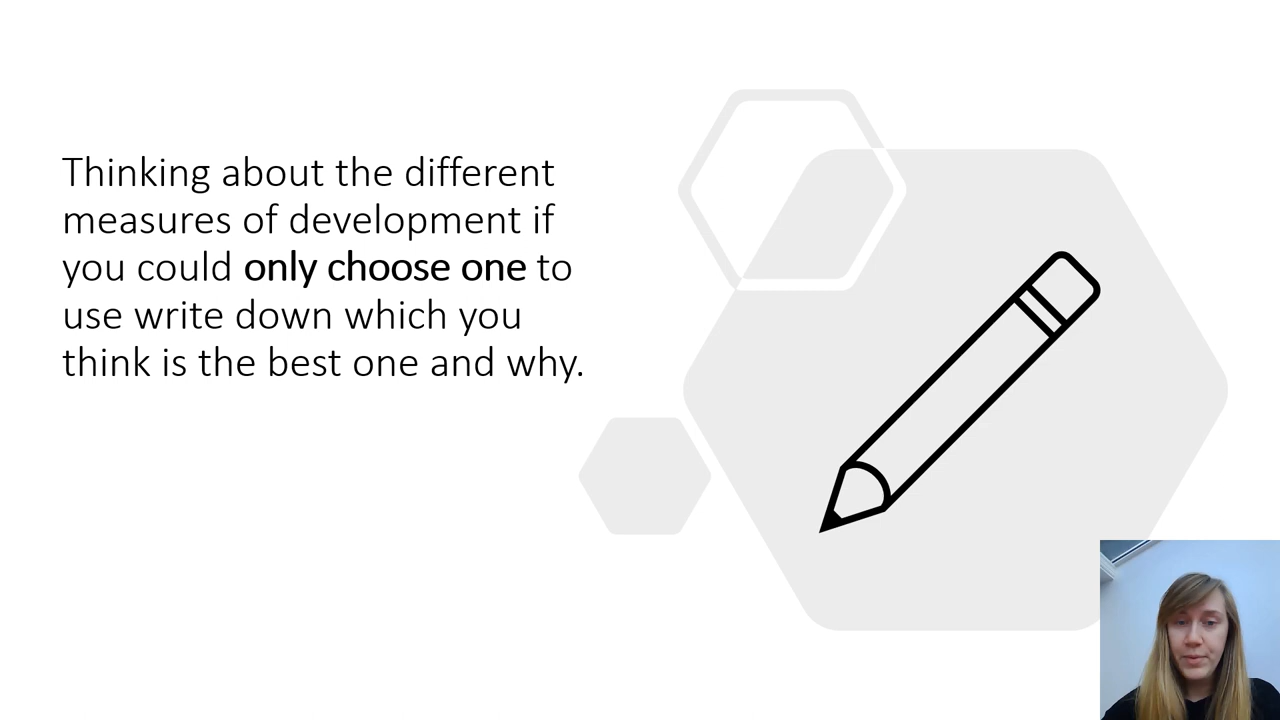 Thinking about the different
measures of development if
you could only choose one to
use write down which you
think is the best one and why.